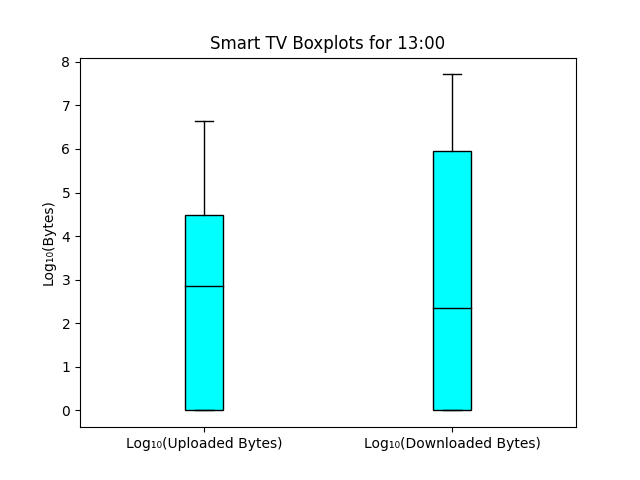 Smart TV Boxplots for 13:00
Log₁₀(Bytes)
8
7
6
5
4
3
2
1
0
Log₁₀(Uploaded Bytes)
Log₁₀(Downloaded Bytes)